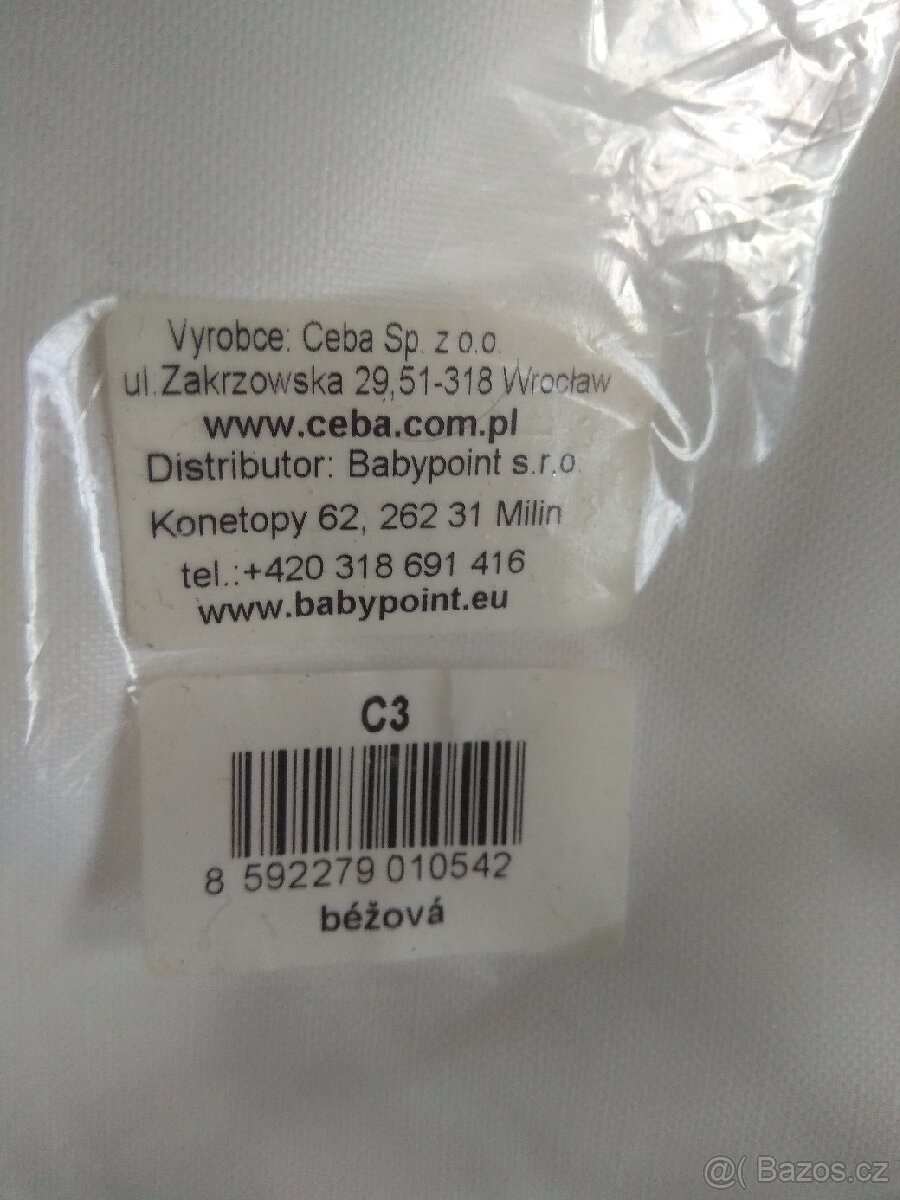 Vyrobce: Ceba Sp. z o.o.
ul.Zakrzowska 29,51-318 Wrocław
www.ceba.com.pl
Distributor: Babypoint s.r.o.
Konetopy 62, 262 31 Milin
tel.:+420 318 691 416
www.babypoint.eu
C3
8 592279 010542
béžová
@( Bazos.cz